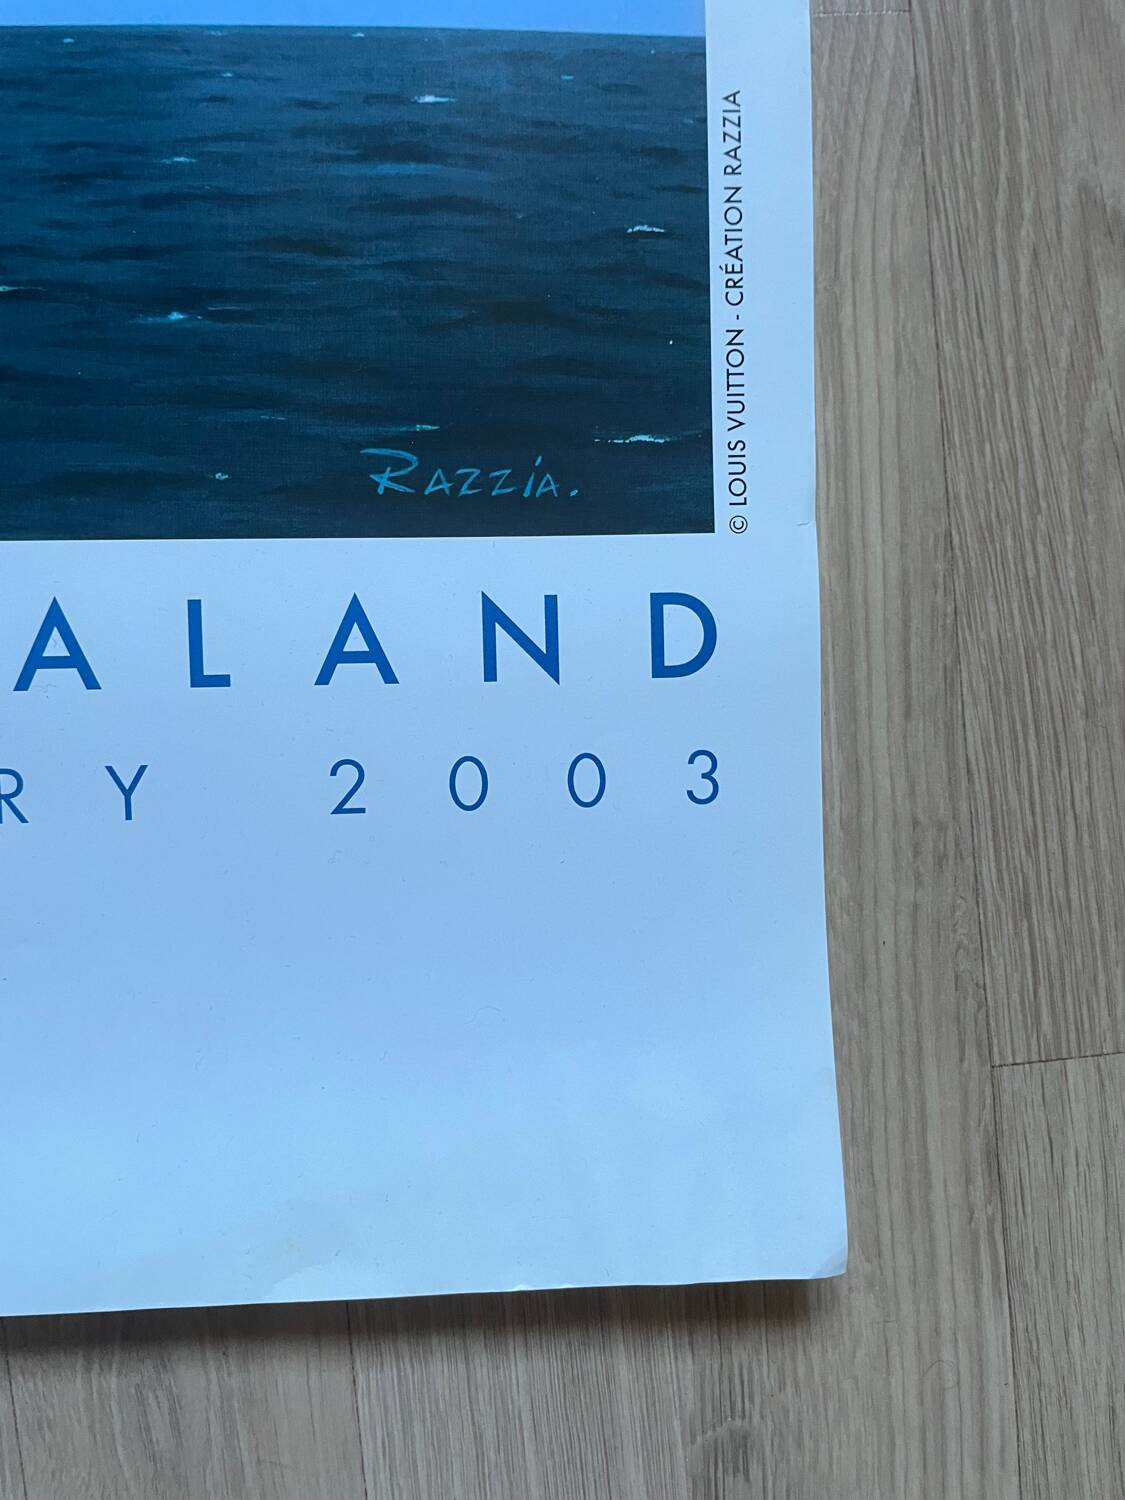 © LOUIS VUITTON - CRÉATION RAZZIA
RAZZIA.
ALAND
RY 2003